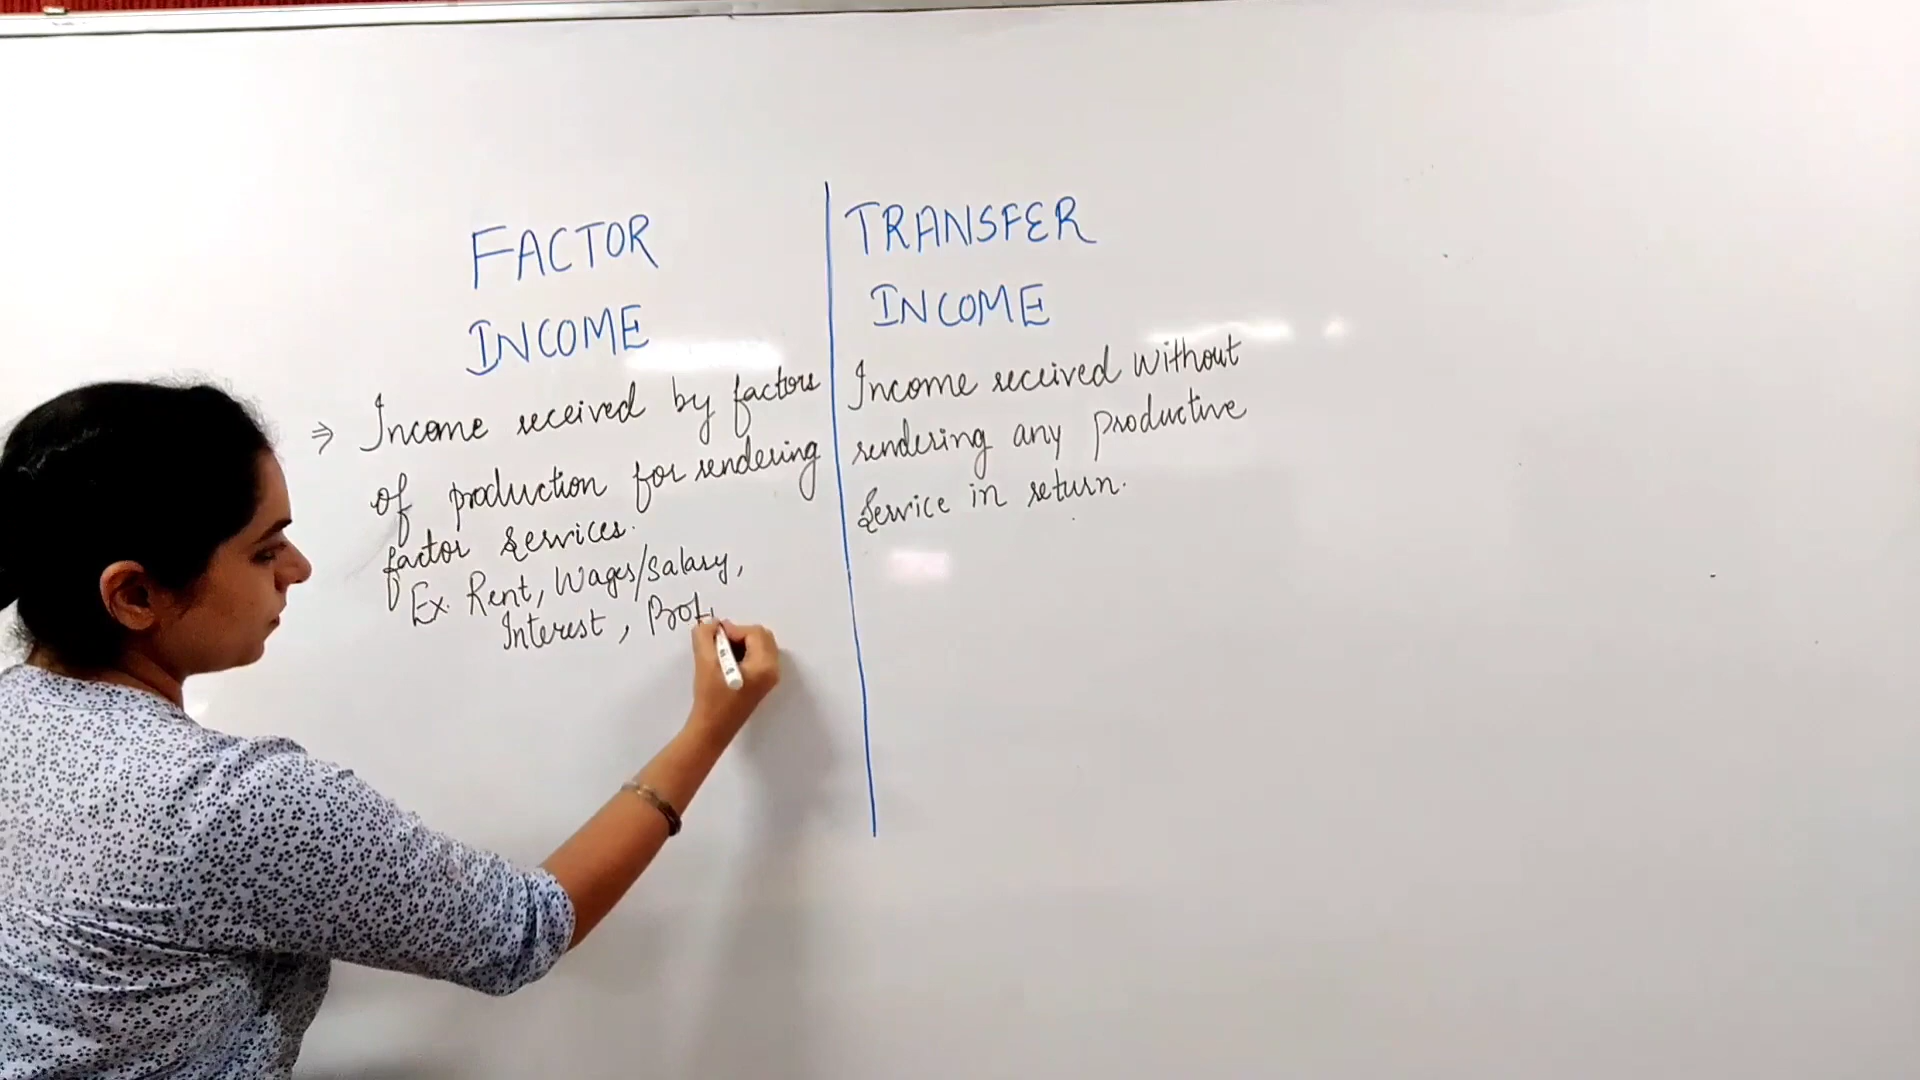 FACTOR
INCOME
⇒ Income received by factors
of production for rendering
factor services.
Ex. Rent, Wages/Salary,
Interest,
TRANSFER
INCOME
Income received without
rendering any productive
Service in return.